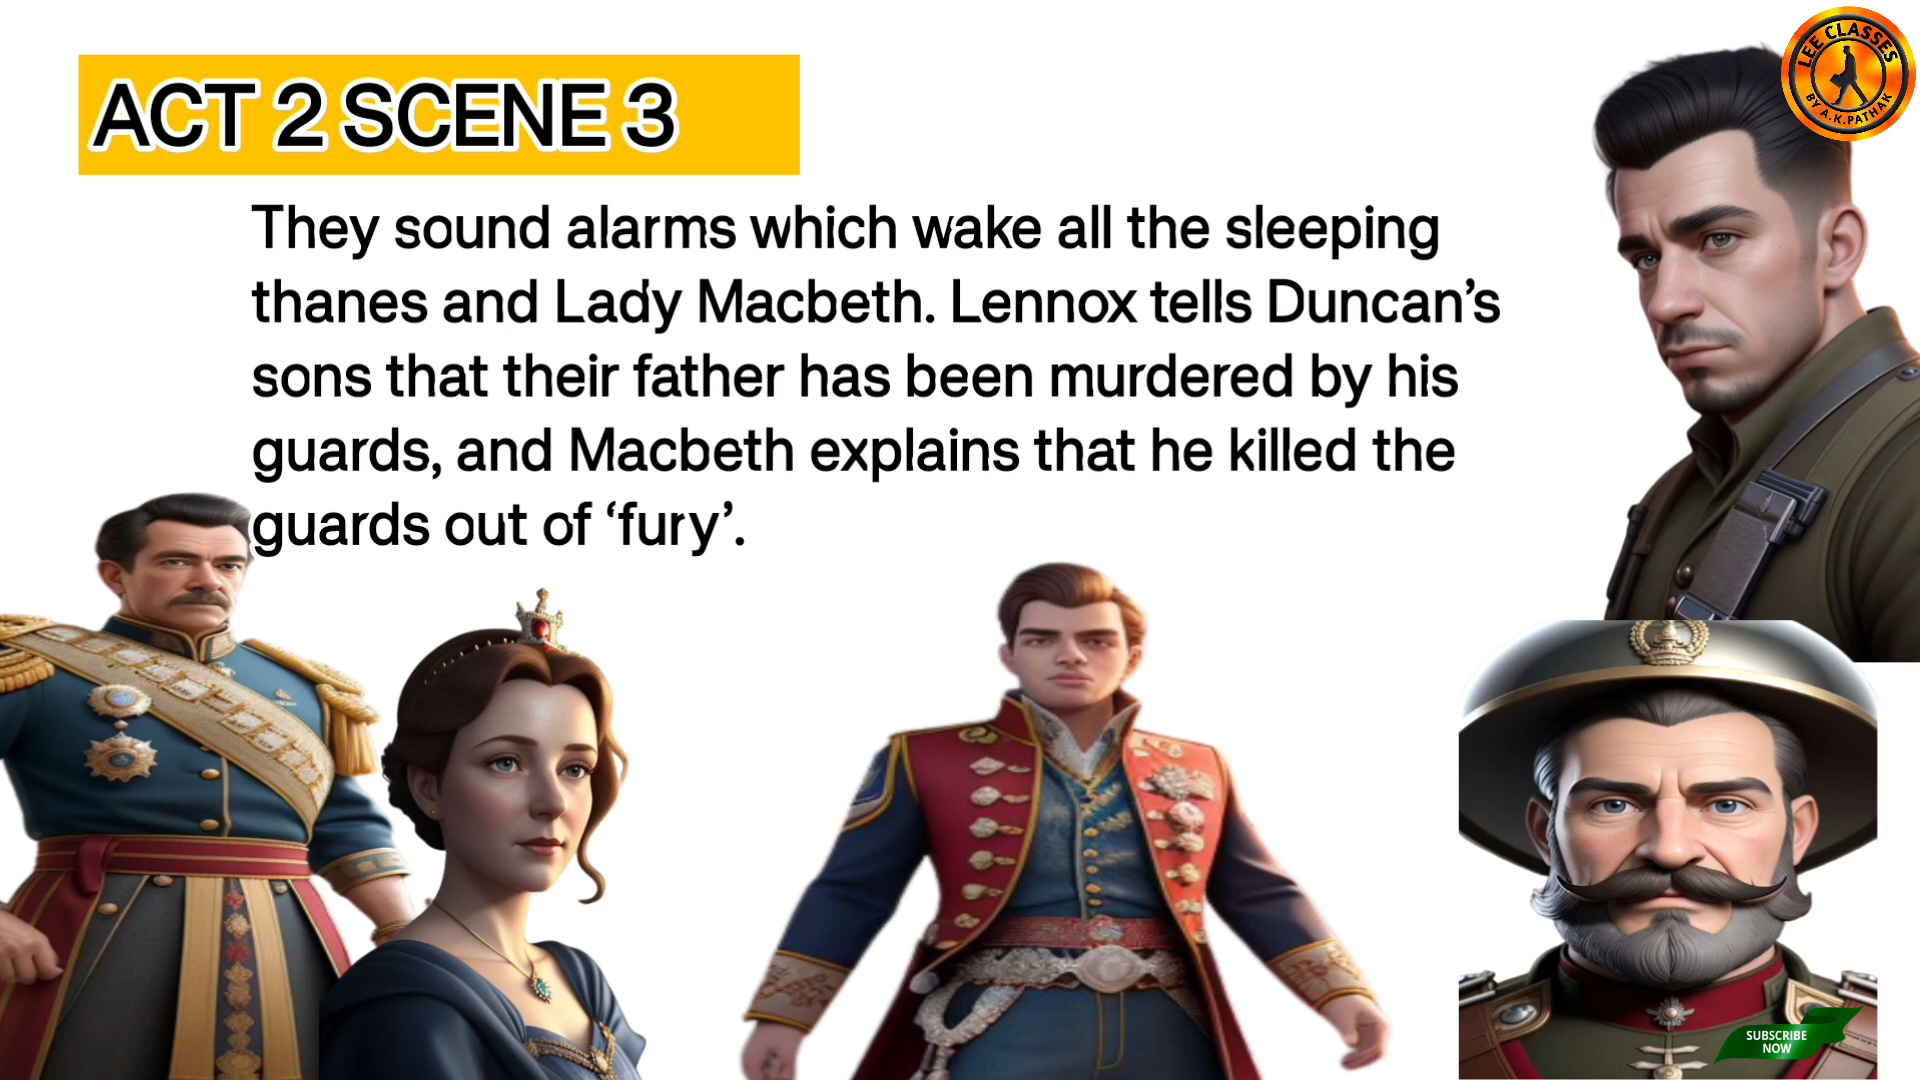 ACT 2 SCENE 3
LEE CLASSES
BY A.K.PATHAK
They sound alarms which wake all the sleeping
thanes and Lady Macbeth. Lennox tells Duncan’s
sons that their father has been murdered by his
guards, and Macbeth explains that he killed the
guards out of ‘fury’.
SUBSCRIBE
NOW